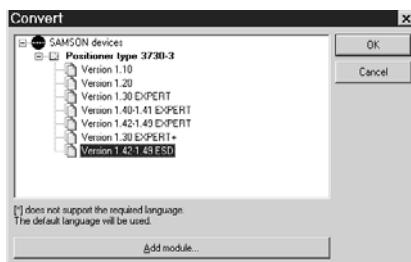 Convert
x
SAMSON devices
Positioner type 3730-3
Version 1.10
Version 1.20
Version 1.30 EXPERT
Version 1.40-1.41 EXPERT
Version 1.42-1.49 EXPERT
Version 1.30 EXPERT+
Version 1.42-1.49 ESD
OK
Cancel
[*] does not support the required language.
The default language will be used.
Add module...